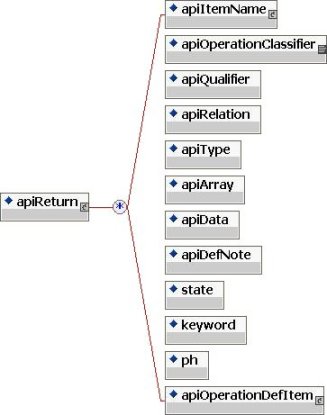 apiItemName
apiOperationClassifier
apiQualifier
apiRelation
apiType
apiArray
apiReturn
apiData
apiDefNote
state
keyword
ph
apiOperationDefItem